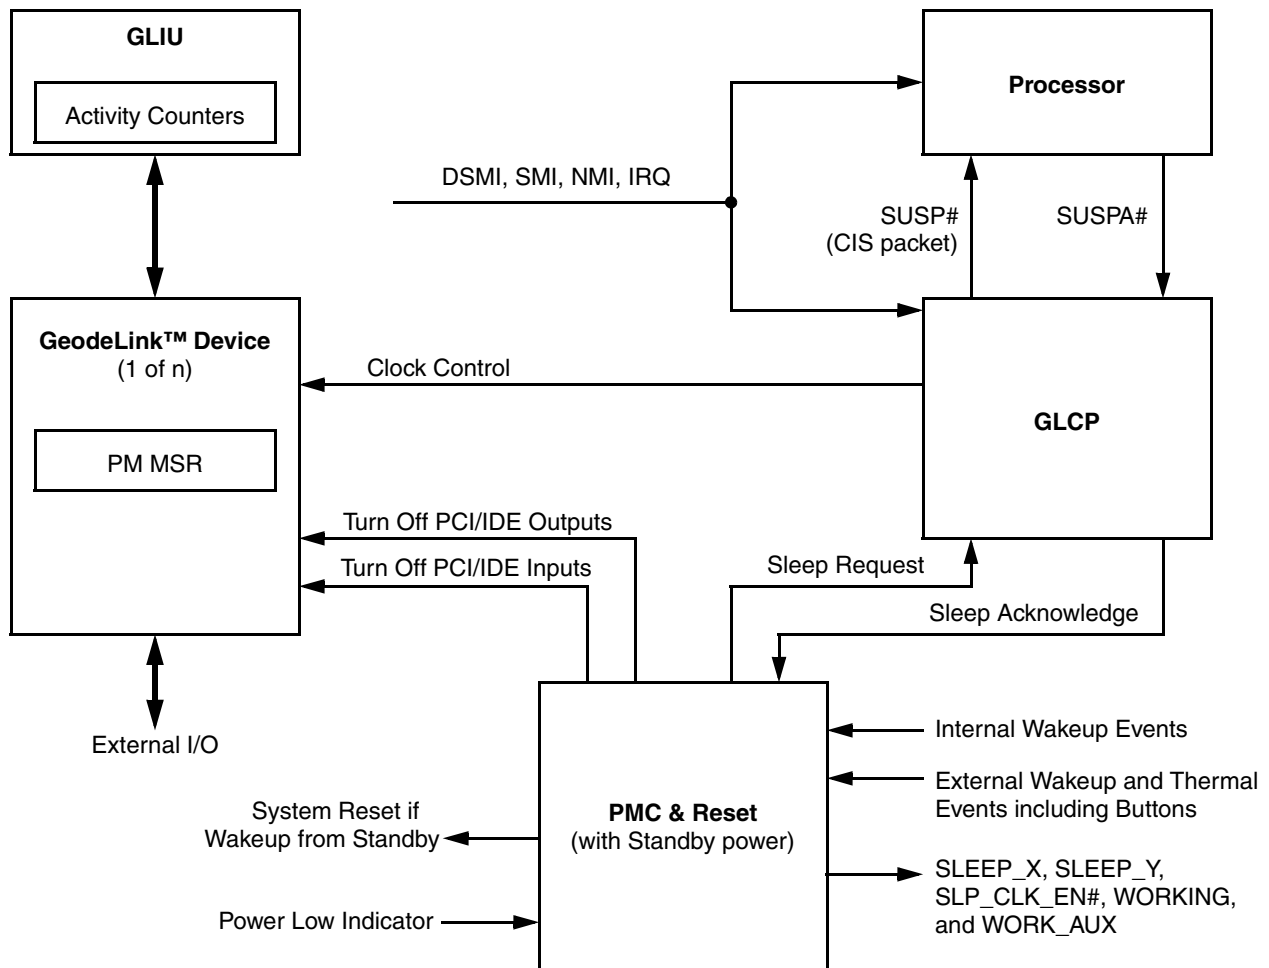 GLIU
Activity Counters
Processor
DSMI, SMI, NMI, IRQ
SUSP#
(CIS packet)
SUSPA#
GeodeLink™ Device
(1 of n)
PM MSR
Clock Control
GLCP
Turn Off PCI/IDE Outputs
Turn Off PCI/IDE Inputs
Sleep Request
Sleep Acknowledge
External I/O
PMC & Reset
(with Standby power)
Internal Wakeup Events
External Wakeup and Thermal
Events including Buttons
System Reset if
Wakeup from Standby
SLEEP_X, SLEEP_Y,
SLP_CLK_EN#, WORKING,
and WORK_AUX
Power Low Indicator